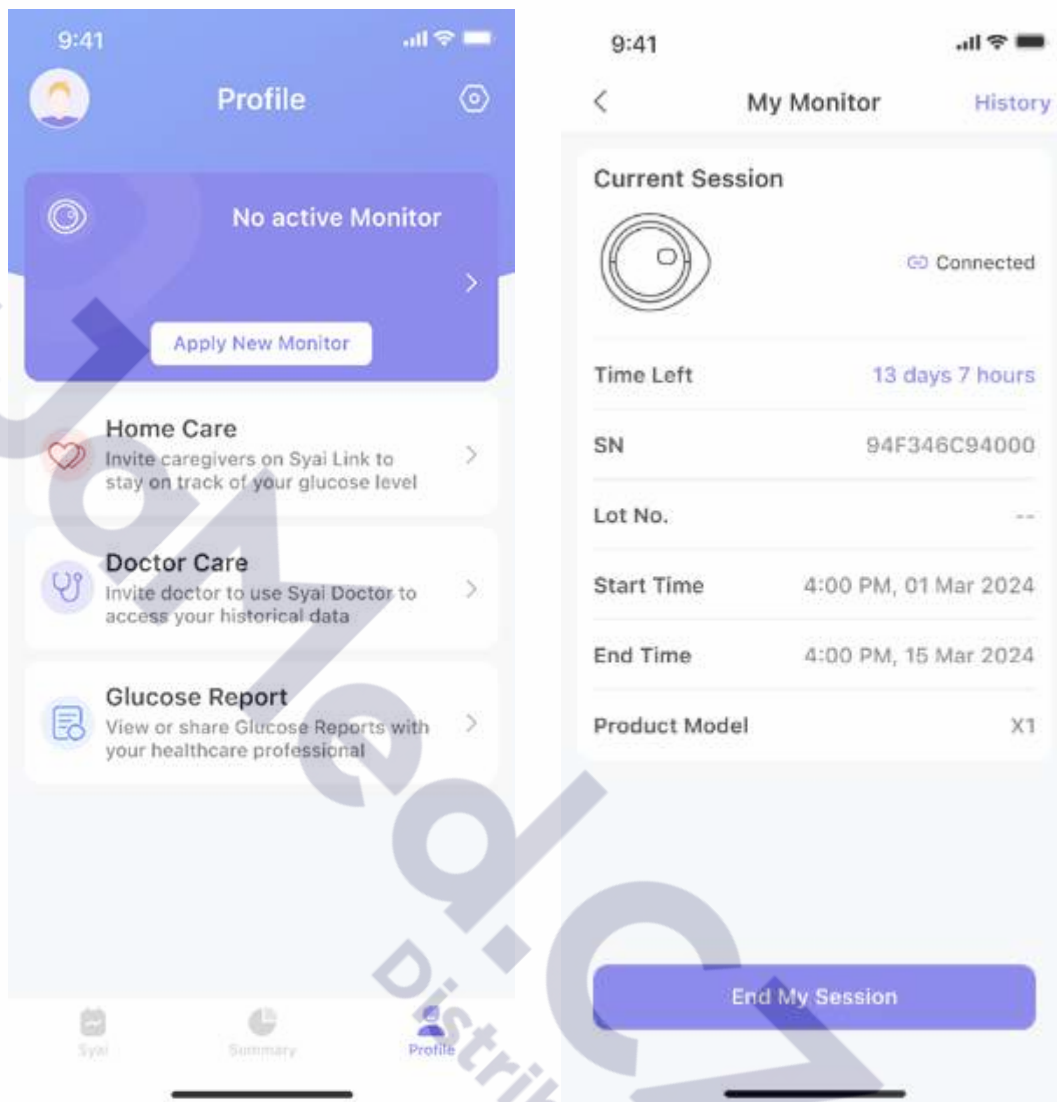 9:41
Profile
No active Monitor
Apply New Monitor
Home Care
Invite caregivers on Syai Link to
stay on track of your glucose level
Doctor Care
Invite doctor to use Syai Doctor to
access your historical data
Glucose Report
View or share Glucose Reports with
your healthcare professional
Syai
Summary
Profile
9:41
My Monitor
History
Current Session
Connected
Time Left
13 days 7 hours
SN
94F346C94000
Lot No.
--
Start Time
4:00 PM, 01 Mar 2024
End Time
4:00 PM, 15 Mar 2024
Product Model
X1
End My Session